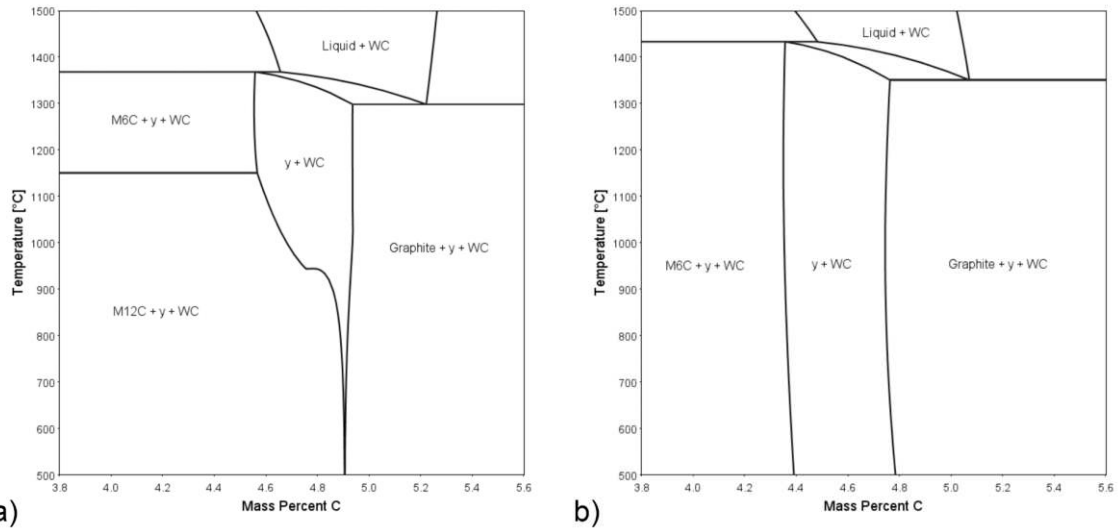 1500
1400
1300
1200
1100
1000
900
800
700
600
500
Temperature [°C]
Liquid + WC
M6C + y + WC
y + WC
Graphite + y + WC
M12C + y + WC
3.8 4.0 4.2 4.4 4.6 4.8 5.0 5.2 5.4 5.6
Mass Percent C
a)
1500
1400
1300
1200
1100
1000
900
800
700
600
500
Temperature [°C]
Liquid + WC
M6C + y + WC
y + WC
Graphite + y + WC
3.8 4.0 4.2 4.4 4.6 4.8 5.0 5.2 5.4 5.6
Mass Percent C
b)